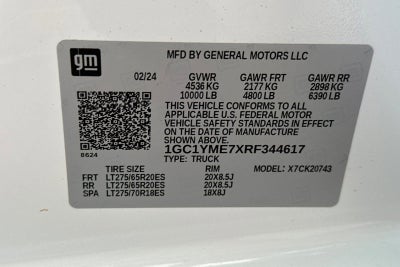 gm
MFD BY GENERAL MOTORS LLC
02/24 GVWR GAWR FRT GAWR RR
4536 KG 2177 KG 2898 KG
10000 LB 4800 LB 6390 LB
THIS VEHICLE CONFORMS TO ALL
APPLICABLE U.S. FEDERAL MOTOR
VEHICLE SAFETY STANDARDS IN EFFECT
ON THE DATE OF MANUFACTURE
SHOWN ABOVE.
1GC1YME7XRF344617
8624 TYPE: TRUCK
TIRE SIZE RIM MODEL: X7CK20743
FRT LT275/65R20ES 20X8.5J
RR LT275/65R20ES 20X8.5J
SPA LT275/70R18ES 18X8J